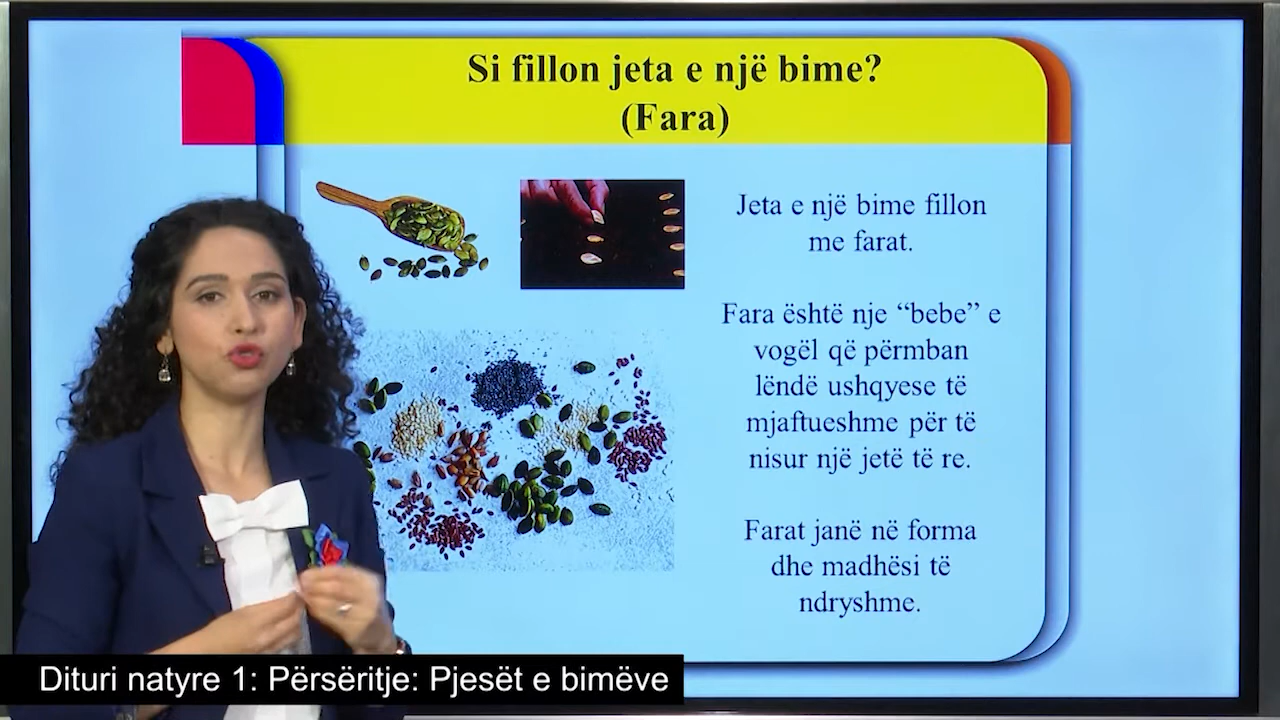 Si fillon jeta e një bime?
(Fara)
Jeta e një bime fillon
me farat.
Fara është nje “bebe” e
vogël që përmban
lëndë ushqyese të
mjaftueshme për të
nisur një jetë të re.
Farat janë në forma
dhe madhësi të
ndryshme.
Dituri natyre 1: Përsëritje: Pjesët e bimëve